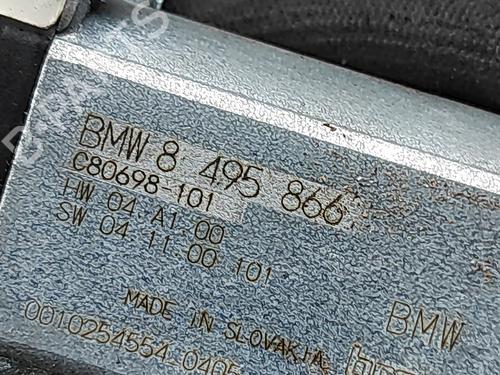 BMW 8 495 866
C80698-101
HW 04.A1.00
SW 04.11.00 101
MADE IN SLOVAKIA
BMW
0010254554-0405